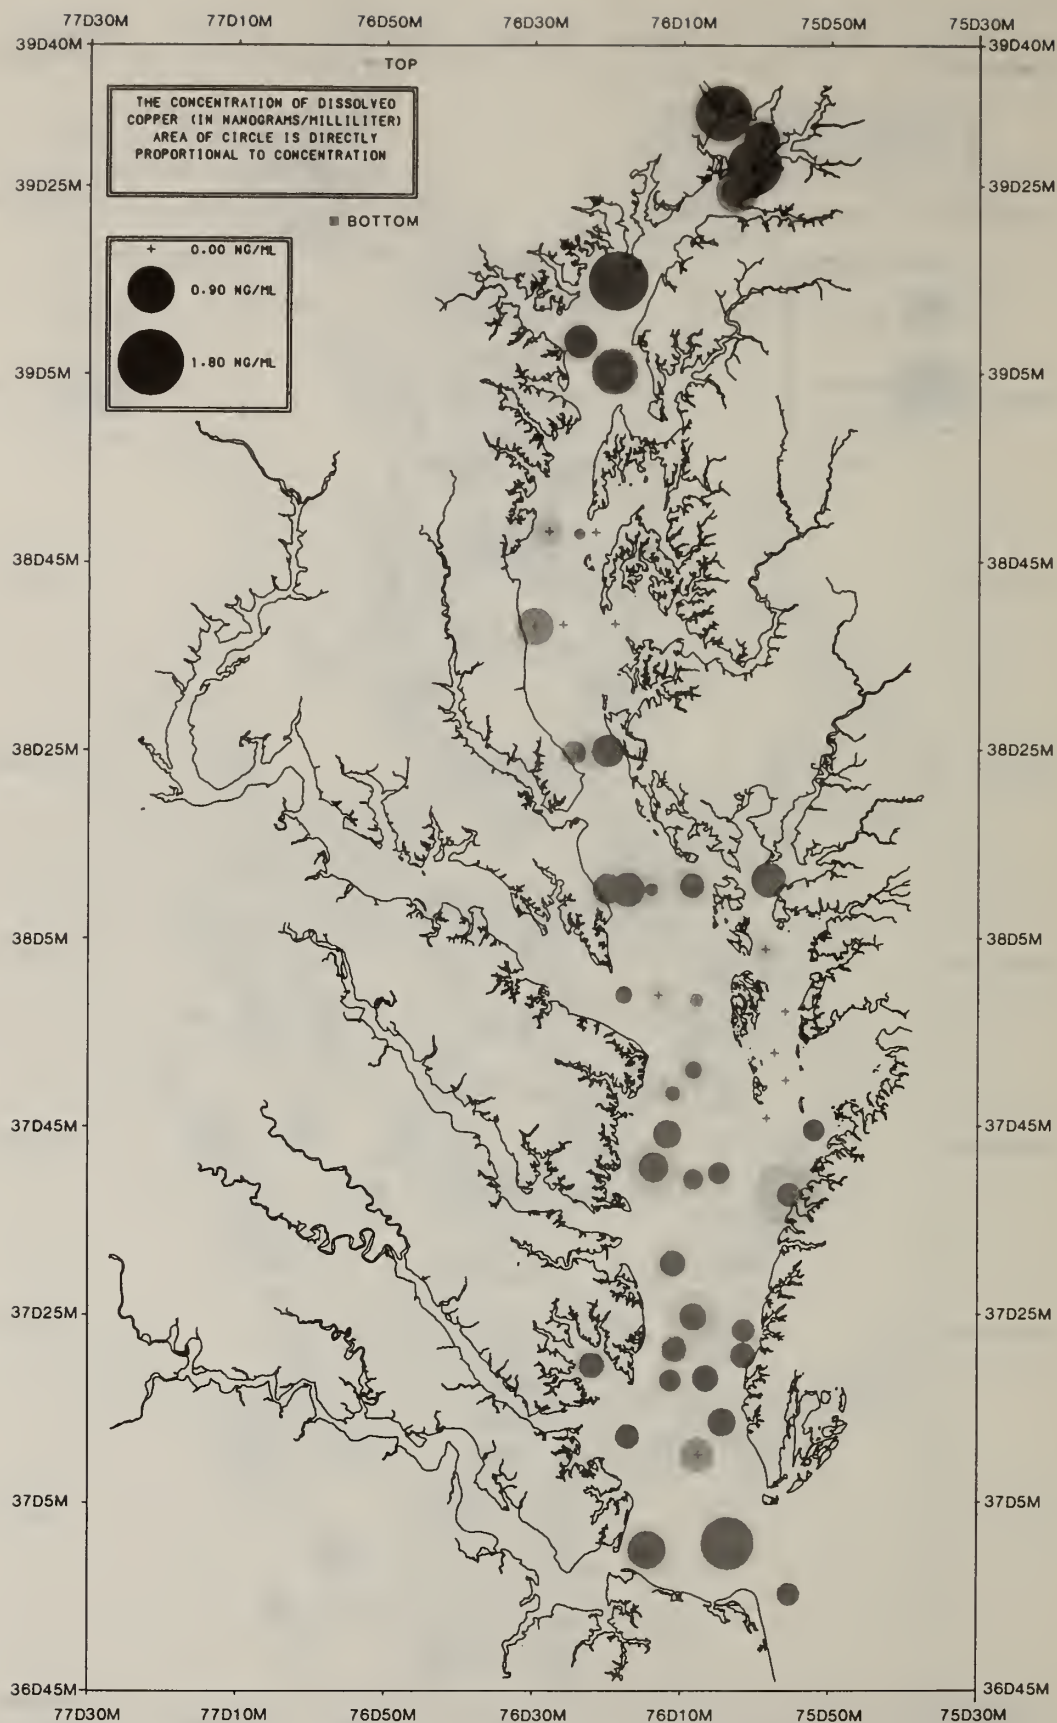 77D30M 77D10M 76D50M 76D30M 76D10M 75D50M 75D30M
39D40M 39D40M
TOP
THE CONCENTRATION OF DISSOLVED
COPPER (IN NANOGRAMS/MILLILITER)
AREA OF CIRCLE IS DIRECTLY
PROPORTIONAL TO CONCENTRATION
39D25M 39D25M
BOTTOM
0.00 NG/ML
0.90 NG/ML
1.80 NG/ML
39D5M 39D5M
38D45M 38D45M
38D25M 38D25M
38D5M 38D5M
37D45M 37D45M
37D25M 37D25M
37D5M 37D5M
36D45M 36D45M
77D30M 77D10M 76D50M 76D30M 76D10M 75D50M 75D30M